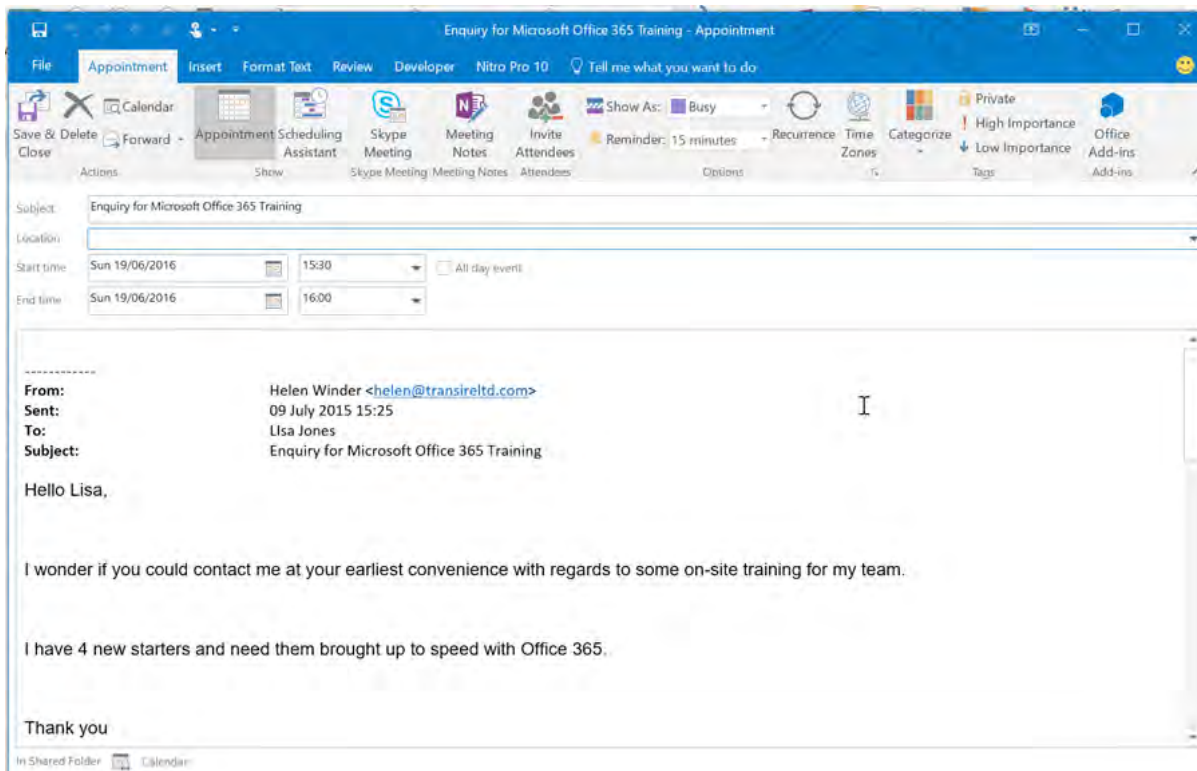 Enquiry for Microsoft Office 365 Training - Appointment
File Appointment Insert Format Text Review Developer Nitro Pro 10 Tell me what you want to do
Save & Close Delete Calendar Forward Appointment Scheduling Assistant Skype Meeting Meeting Notes Invite Attendees Show As: Busy Reminder: 15 minutes Recurrence Time Zones Categorize Private High Importance Low Importance Office Add-ins
Actions Show Skype Meeting Meeting Notes Attendees Options Tags Add-ins
Subject Enquiry for Microsoft Office 365 Training
Location
Start time Sun 19/06/2016 15:30 All day event
End time Sun 19/06/2016 16:00
------------
From: Helen Winder <helen@transireltd.com>
Sent: 09 July 2015 15:25
To: LIsa Jones
Subject: Enquiry for Microsoft Office 365 Training
Hello Lisa,
I wonder if you could contact me at your earliest convenience with regards to some on-site training for my team.
I have 4 new starters and need them brought up to speed with Office 365.
Thank you
In Shared Folder Calendar